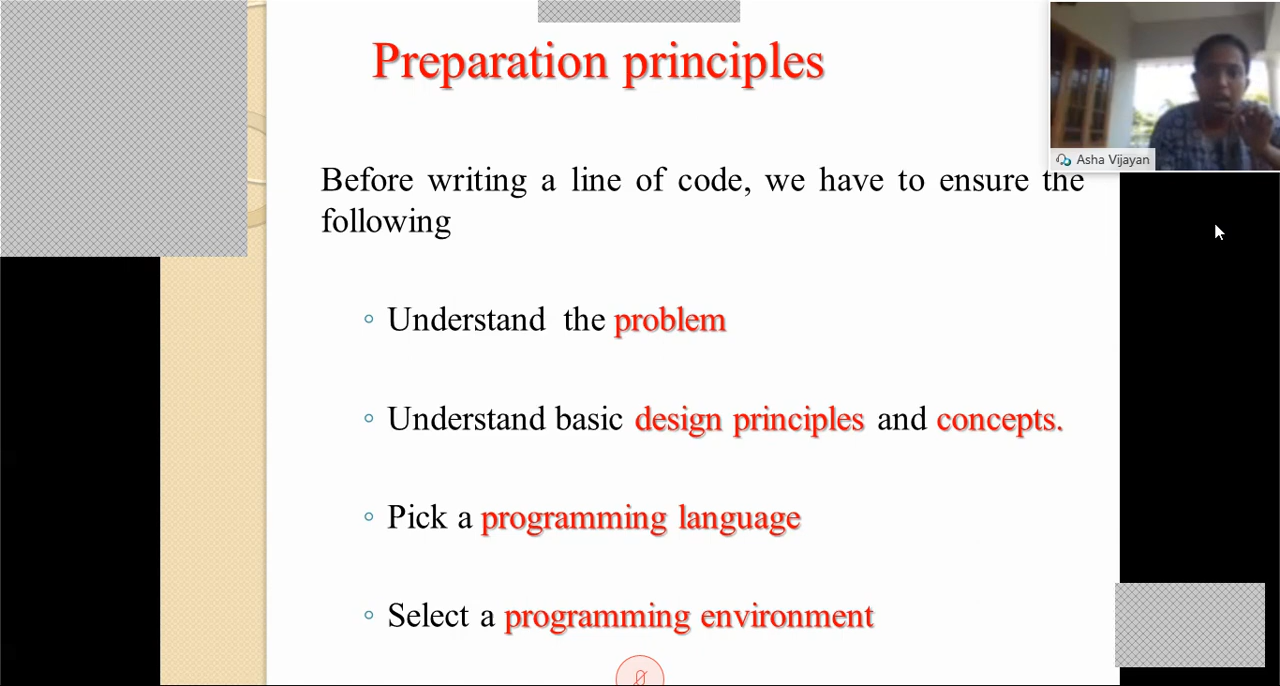 Preparation principles
Asha Vijayan
Before writing a line of code, we have to ensure the
following
Understand the problem
Understand basic design principles and concepts.
Pick a programming language
Select a programming environment